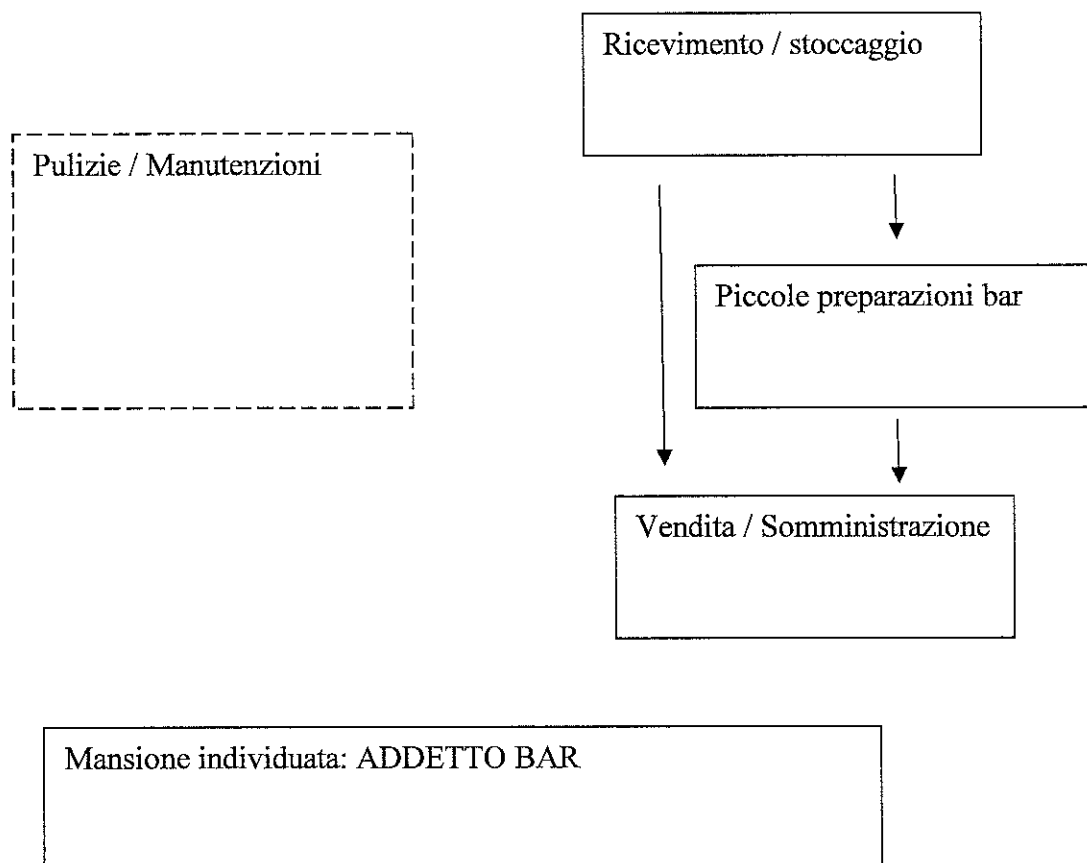 Ricevimento / stoccaggio
Pulizie / Manutenzioni
Piccole preparazioni bar
Vendita / Somministrazione
Mansione individuata: ADDETTO BAR